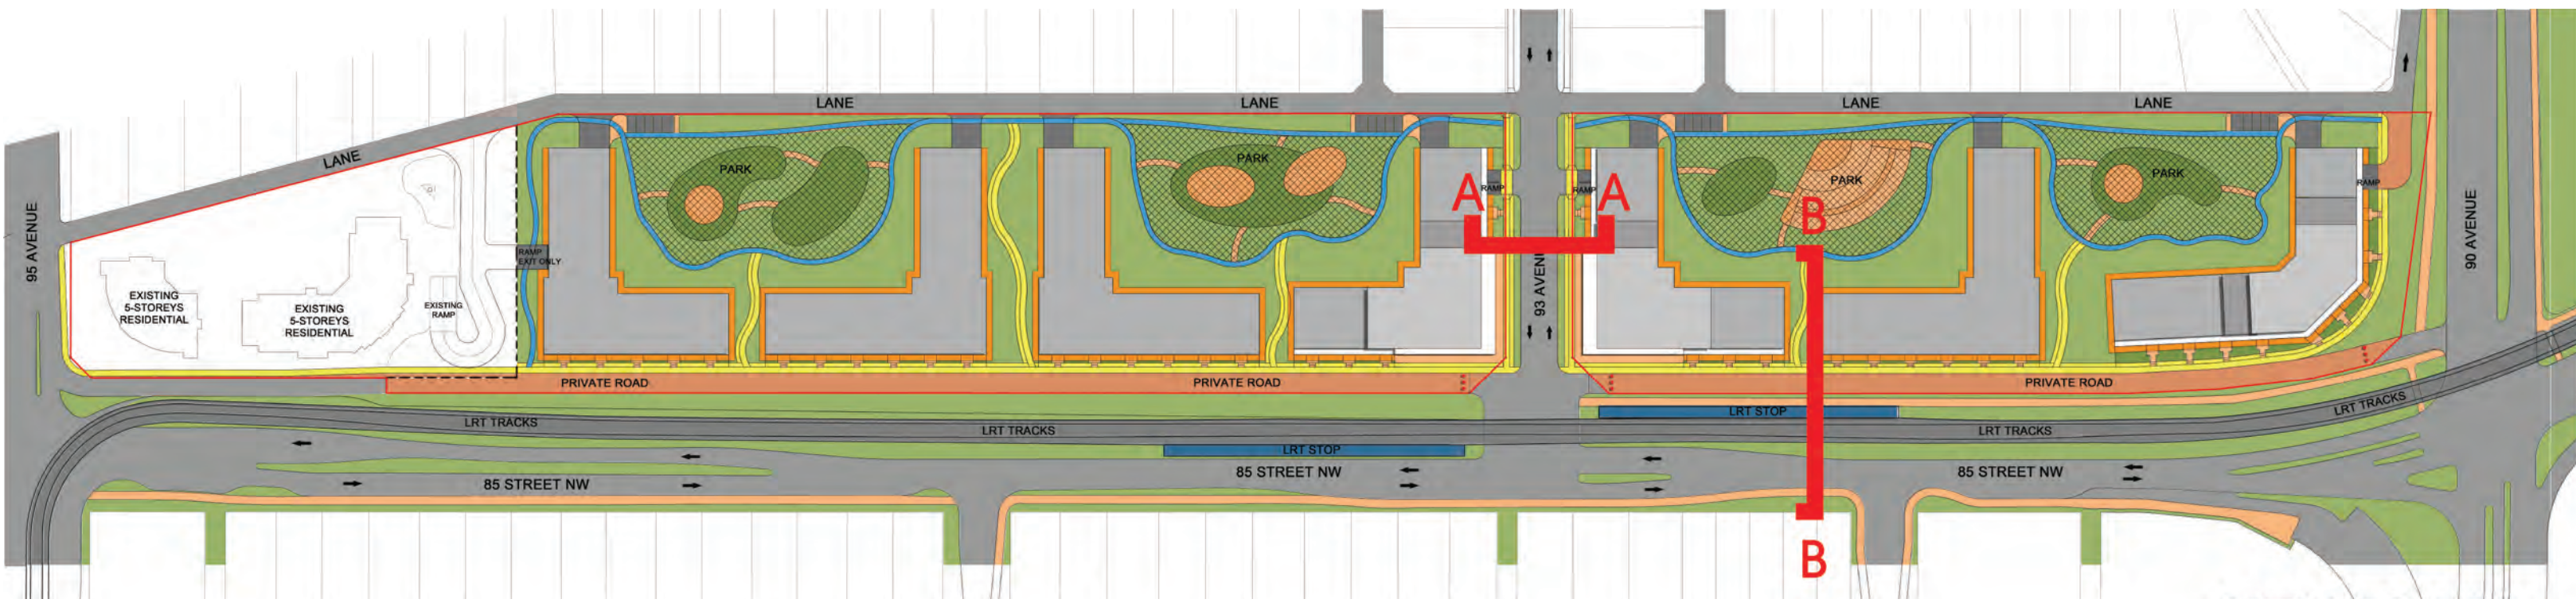 LANE
LANE
LANE
LANE
LANE
PARK
PARK
PARK
PARK
A
A
RAMP
RAMP
RAMP
B
95 AVENUE
93 AVENUE
90 AVENUE
RAMP
EXIT ONLY
EXISTING
5-STOREYS
RESIDENTIAL
EXISTING
5-STOREYS
RESIDENTIAL
EXISTING
RAMP
PRIVATE ROAD
PRIVATE ROAD
PRIVATE ROAD
LRT STOP
LRT TRACKS
LRT TRACKS
LRT TRACKS
LRT TRACKS
LRT STOP
85 STREET NW
85 STREET NW
85 STREET NW
B